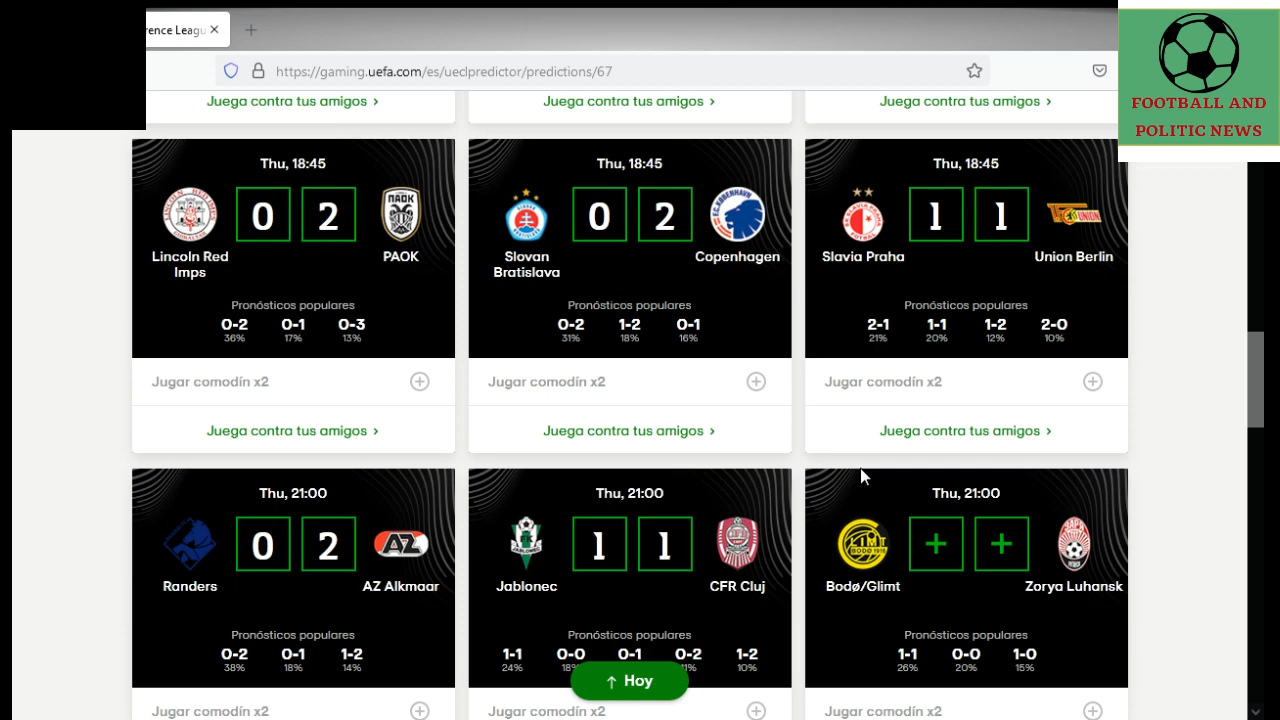 rence Leagu
https://gaming.uefa.com/es/ueclpredictor/predictions/67
FOOTBALL AND
POLITIC NEWS
Juega contra tus amigos ›
Juega contra tus amigos ›
Juega contra tus amigos ›
Thu, 18:45
0 2
Lincoln Red
Imps
PAOK
Pronósticos populares
0-2 0-1 0-3
36% 17% 13%
Jugar comodín x2
Juega contra tus amigos ›
Thu, 18:45
0 2
Slovan
Bratislava
Copenhagen
Pronósticos populares
0-2 1-2 0-1
31% 18% 16%
Jugar comodín x2
Juega contra tus amigos ›
Thu, 18:45
1 1
Slavia Praha
Union Berlin
Pronósticos populares
2-1 1-1 1-2 2-0
21% 20% 12% 10%
Jugar comodín x2
Juega contra tus amigos ›
Thu, 21:00
0 2
Randers
AZ Alkmaar
Pronósticos populares
0-2 0-1 1-2
38% 18% 14%
Jugar comodín x2
Thu, 21:00
1 1
Jablonec
CFR Cluj
Pronósticos populares
1-1 0-0 0-1 0-2 1-2
24% 10%
↑ Hoy
Jugar comodín x2
Thu, 21:00
+ +
Bodø/Glimt
Zorya Luhansk
Pronósticos populares
1-1 0-0 1-0
26% 20% 15%
Jugar comodín x2